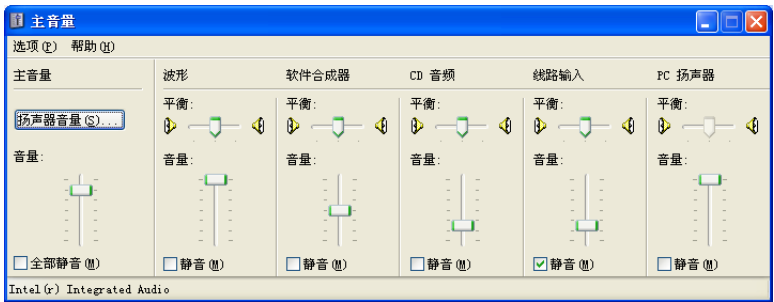 主音量
选项(P) 帮助(H)
主音量 波形 软件合成器 CD 音频 线路输入 PC 扬声器
扬声器音量(S)... 平衡: 平衡: 平衡: 平衡: 平衡:
音量: 音量: 音量: 音量: 音量: 音量:
全部静音(M) 静音(M) 静音(M) 静音(M) 静音(M) 静音(M)
Intel(r) Integrated Audio